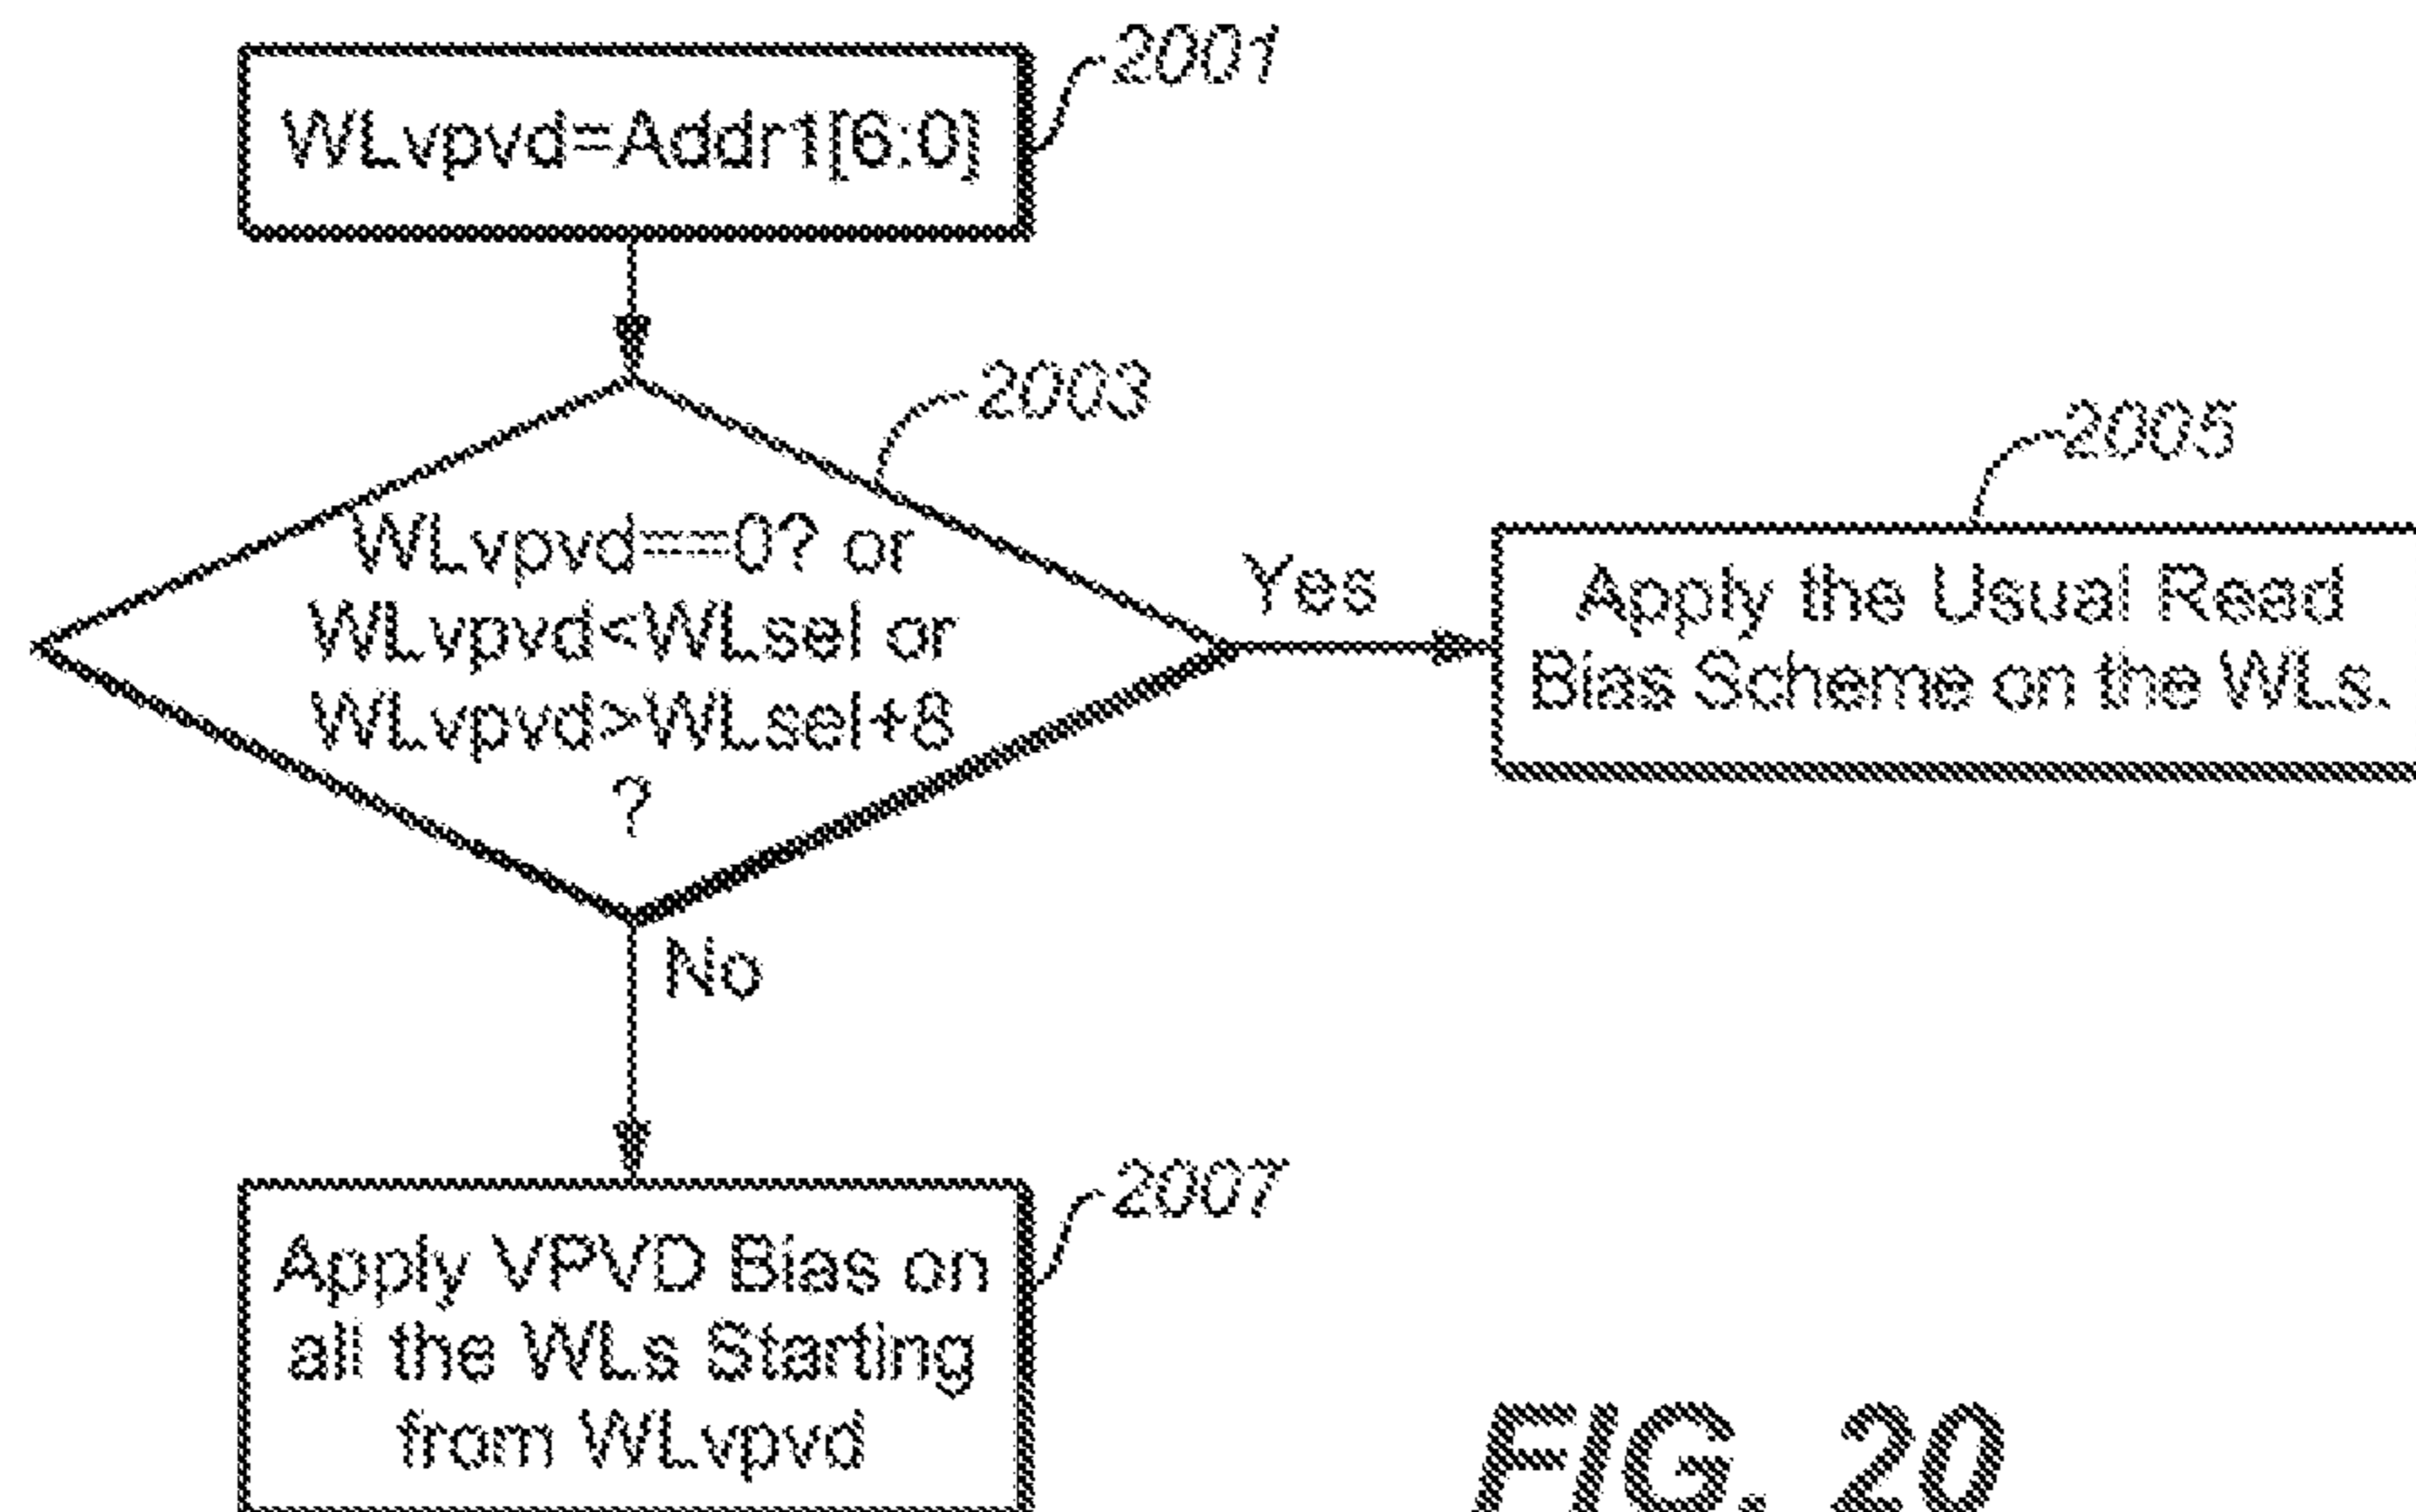 2001
WLvpvd=Addr1[6:0]
2003
WLvpvd==0? or
WLvpvd<WLsel or
WLvpvd>WLsel+8
?
Yes
2005
Apply the Usual Read
Bias Scheme on the WLs.
No
2007
Apply VPVD Bias on
all the WLs Starting
from WLvpvd
FIG. 20